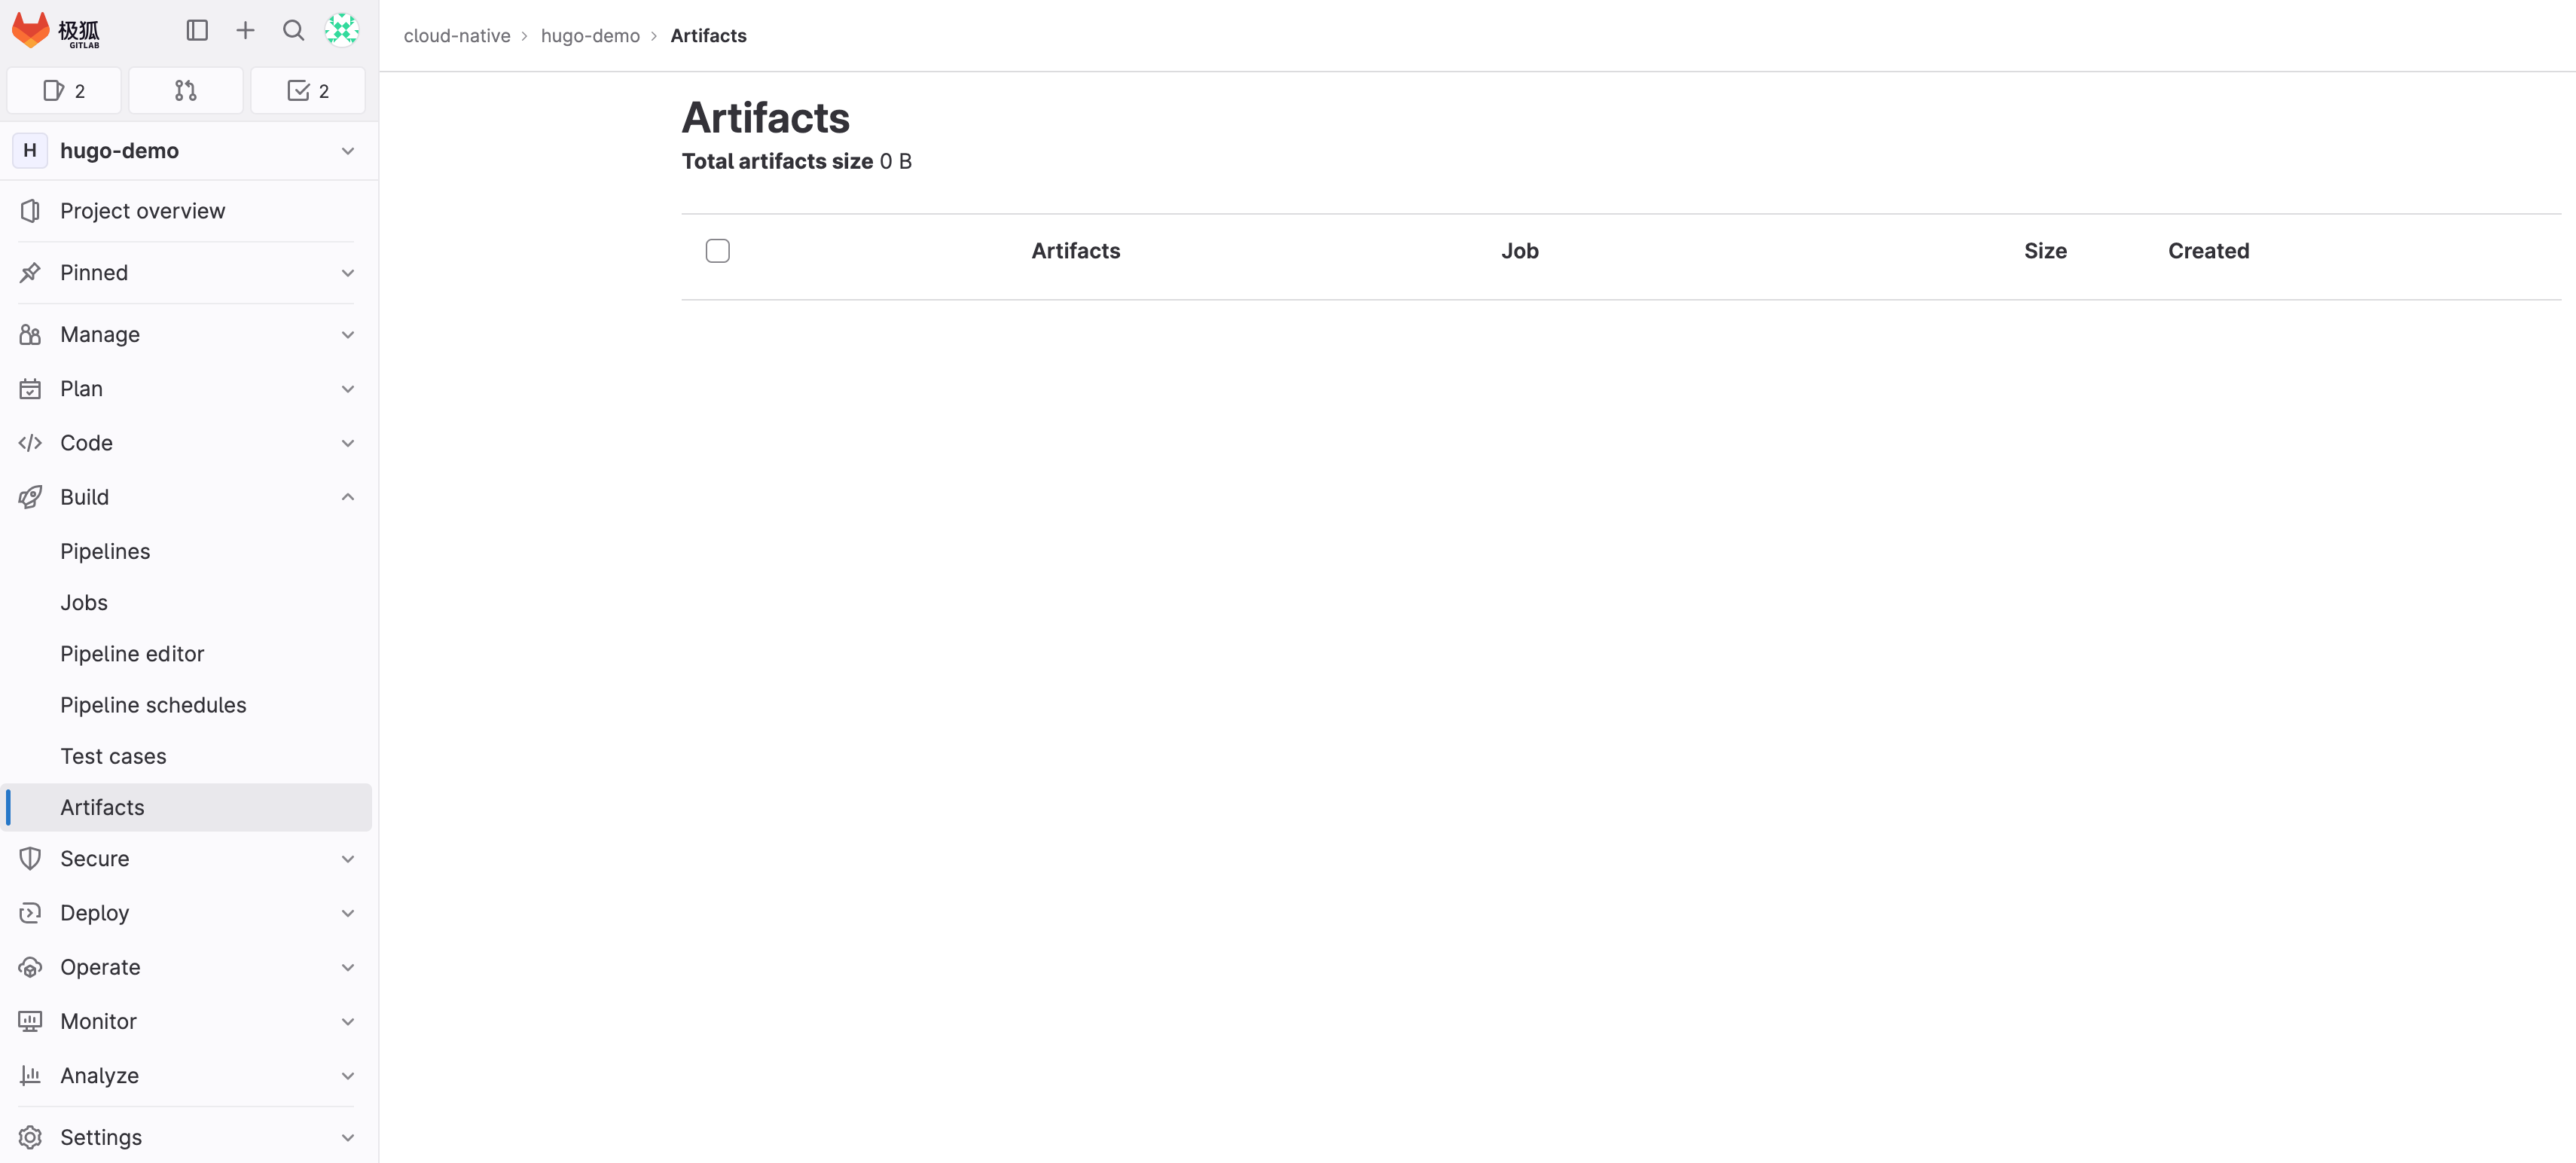 极狐
GITLAB
2
2
H hugo-demo
Project overview
Pinned
Manage
Plan
Code
Build
Pipelines
Jobs
Pipeline editor
Pipeline schedules
Test cases
Artifacts
Secure
Deploy
Operate
Monitor
Analyze
Settings
cloud-native › hugo-demo › Artifacts
Artifacts
Total artifacts size 0 B
Artifacts Job Size Created